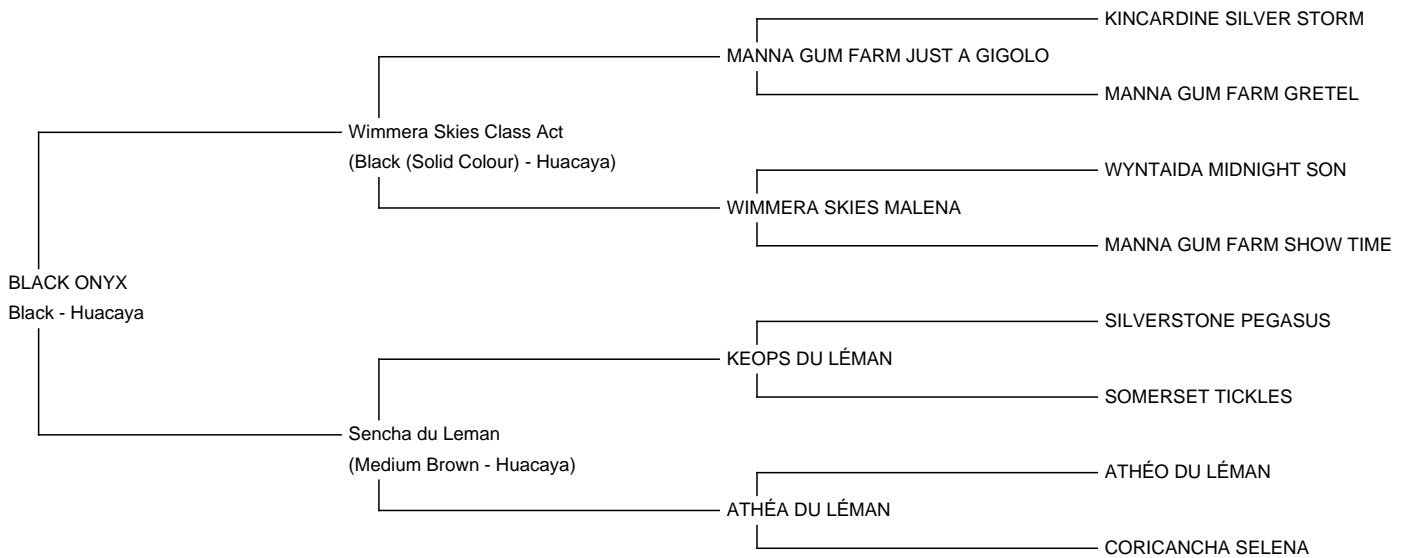 KINCARDINE SILVER STORM
MANNA GUM FARM JUST A GIGOLO
MANNA GUM FARM GRETEL
Wimmera Skies Class Act
(Black (Solid Colour) - Huacaya)
WYNTAIDA MIDNIGHT SON
WIMMERA SKIES MALENA
MANNA GUM FARM SHOW TIME
BLACK ONYX
Black - Huacaya
SILVERSTONE PEGASUS
KEOPS DU LÉMAN
SOMERSET TICKLES
Sencha du Leman
(Medium Brown - Huacaya)
ATHÉO DU LÉMAN
ATHÉA DU LÉMAN
CORICANCHA SELENA